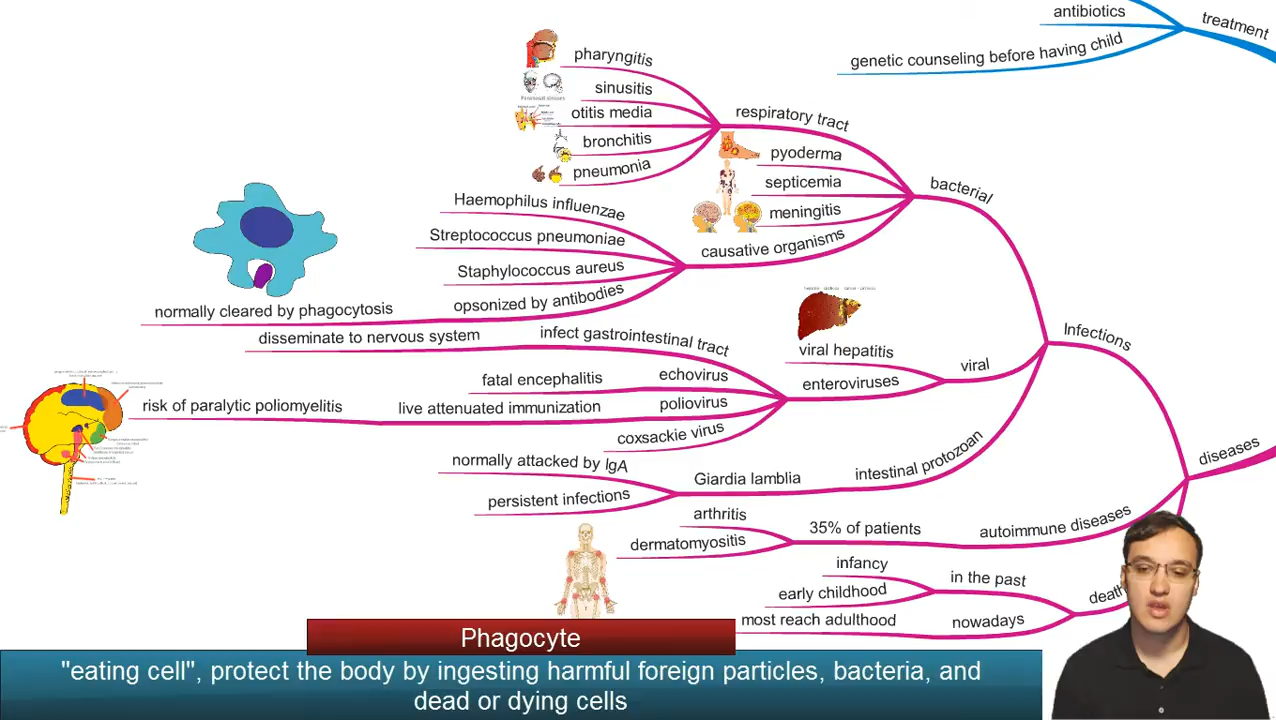 antibiotics
treatment
genetic counseling before having child
pharyngitis
sinusitis
otitis media
bronchitis
pneumonia
respiratory tract
pyoderma
septicemia
meningitis
causative organisms
bacterial
Haemophilus influenzae
Streptococcus pneumoniae
Staphylococcus aureus
opsonized by antibodies
normally cleared by phagocytosis
disseminate to nervous system
infect gastrointestinal tract
viral hepatitis
enteroviruses
viral
Infections
echovirus
fatal encephalitis
poliovirus
live attenuated immunization
risk of paralytic poliomyelitis
coxsackie virus
normally attacked by IgA
persistent infections
Giardia lamblia
intestinal protozoan
diseases
arthritis
dermatomyositis
35% of patients
autoimmune diseases
infancy
early childhood
in the past
most reach adulthood
nowadays
death
Phagocyte
"eating cell", protect the body by ingesting harmful foreign particles, bacteria, and
dead or dying cells